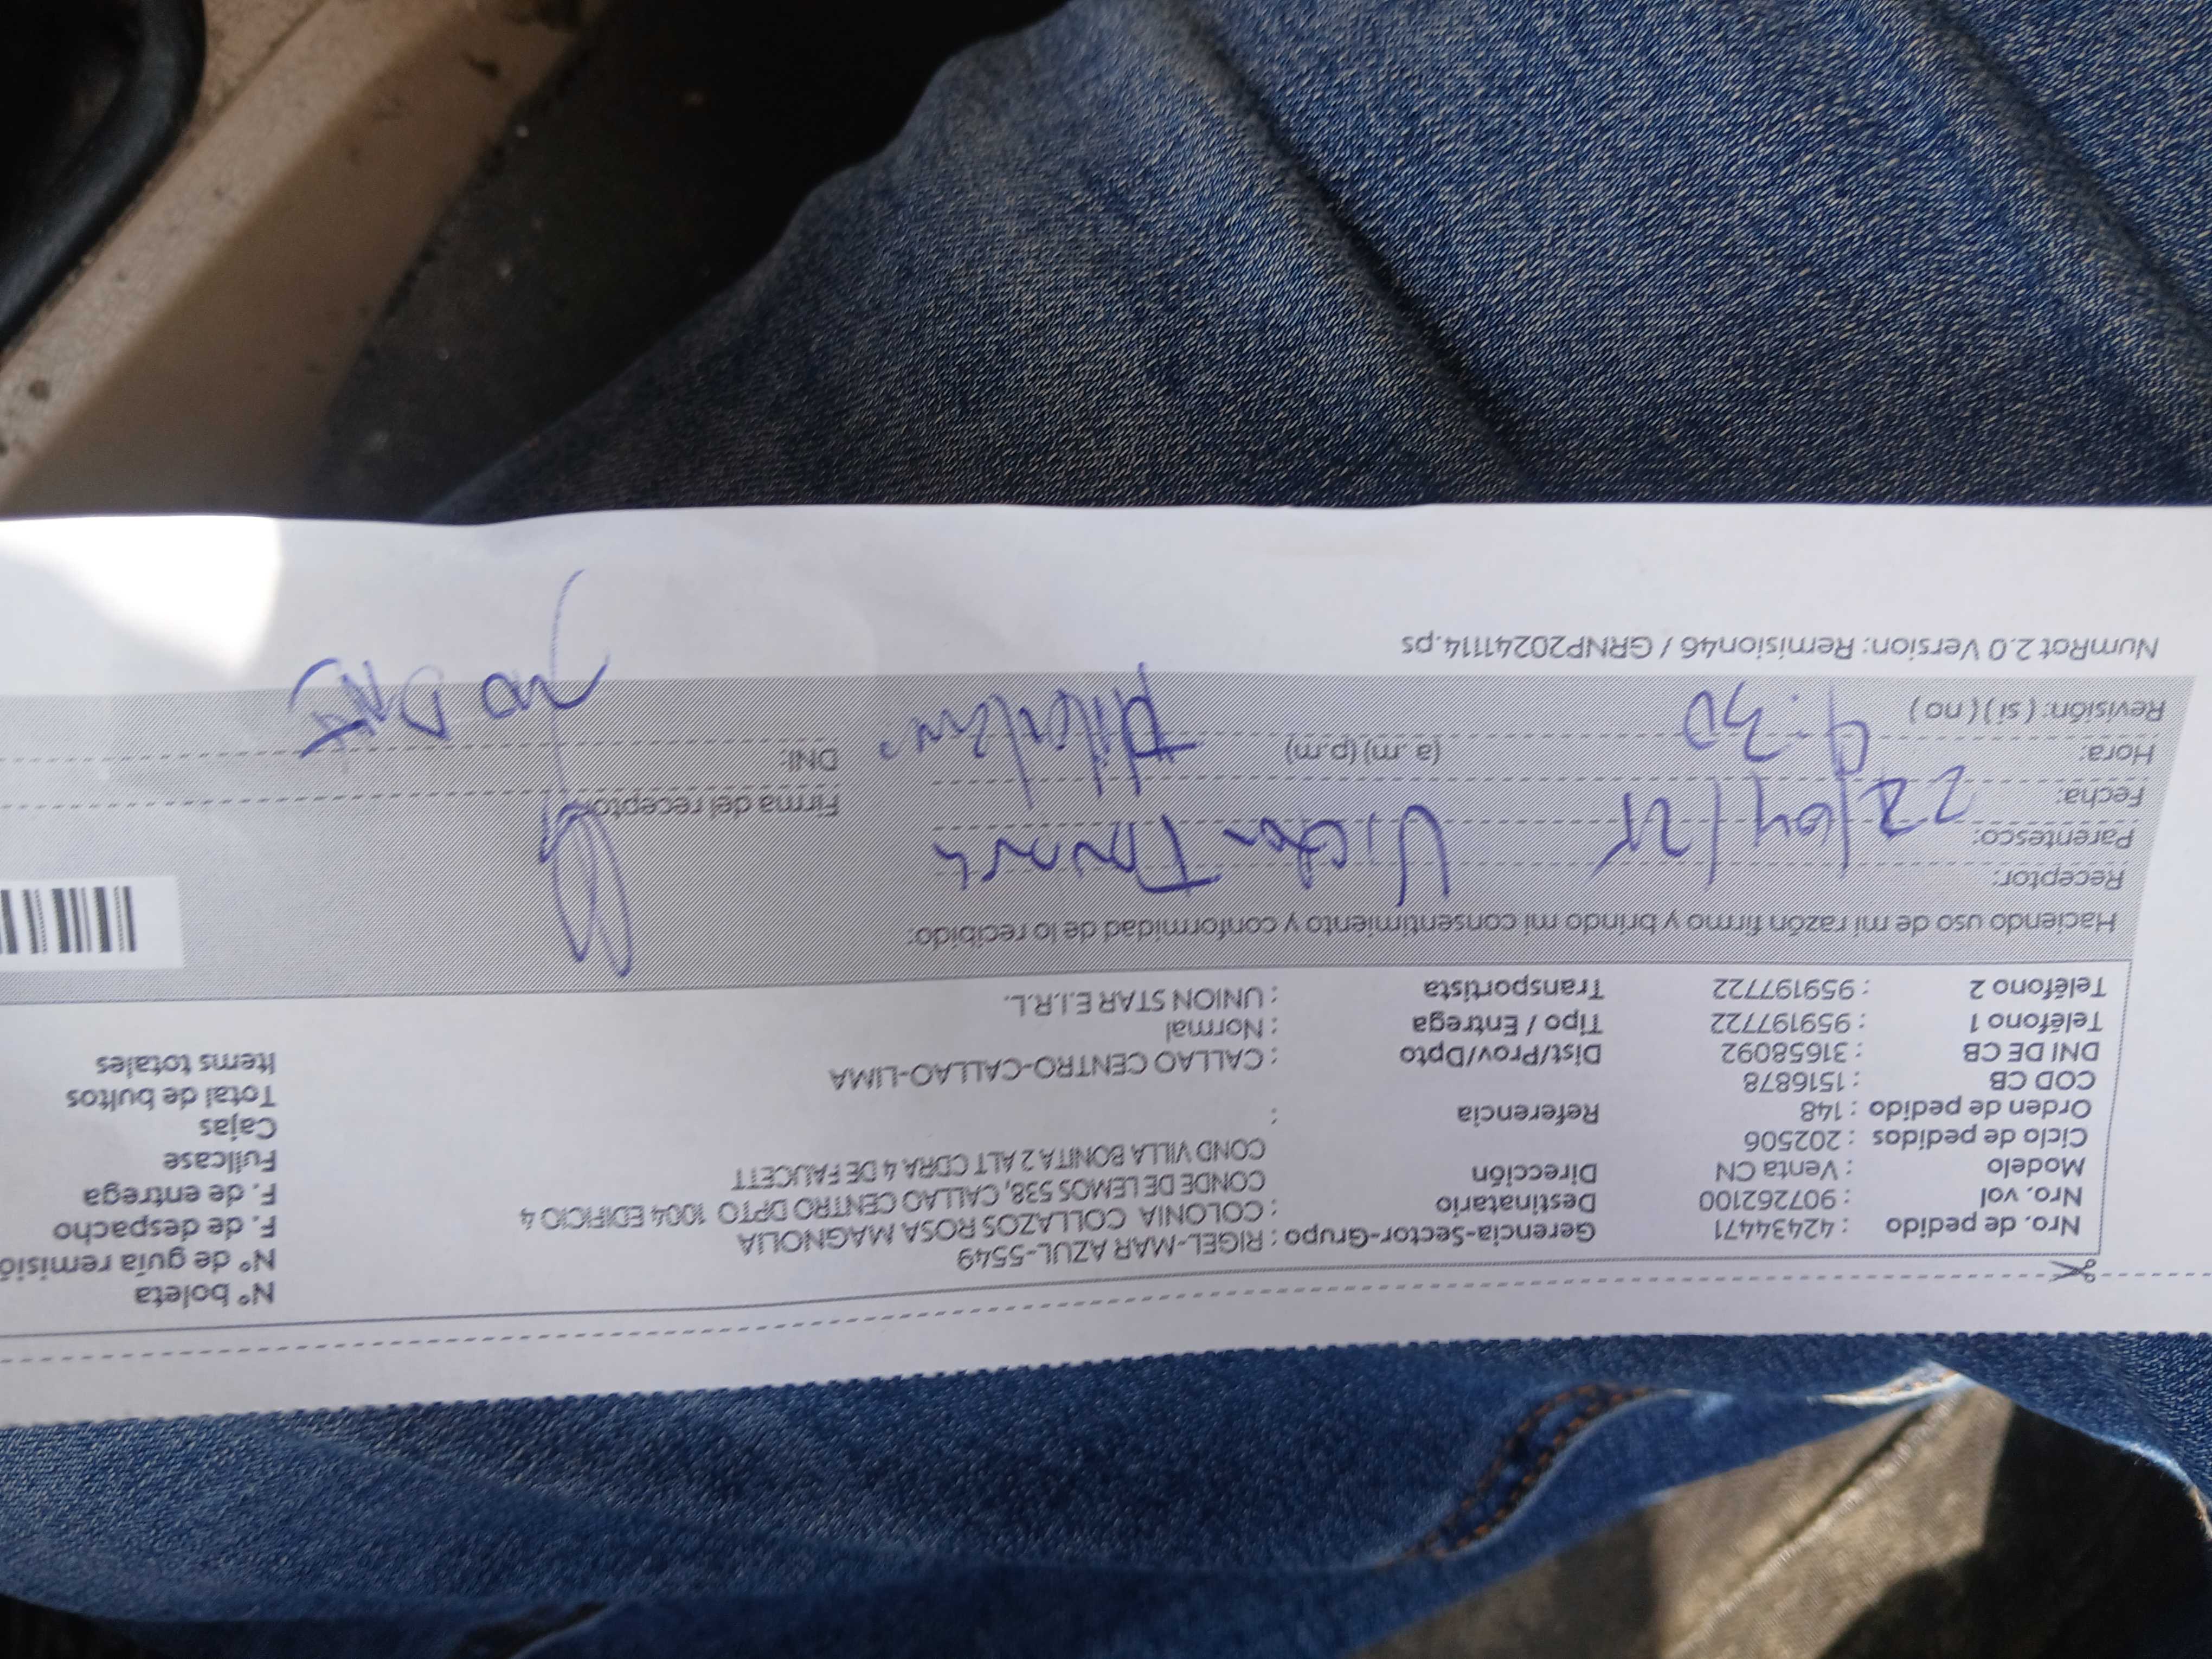 Nº boleta
Nro. de pedido : 42434471 Gerencia-Sector-Grupo : RIGEL-MAR AZUL-5549 Nº de guía remisió
Nro. vol : 907262100 Destinatario : COLONIA COLLAZOS ROSA MAGNOLIA F. de despacho
Modelo : Venta CN Dirección CONDE DE LEMOS 538, CALLAO CENTRO DPTO 1004 EDIFICIO 4 F. de entrega
Ciclo de pedidos : 202506 COND VILLA BONITA 2 ALT CDRA 4 DE FAUCETT Fullcase
Orden de pedido : 148 Referencia : Cajas
COD CB : 1516878 Total de bultos
DNI DE CB : 31658092 Dist/Prov/Dpto : CALLAO CENTRO-CALLAO-LIMA Items totales
Teléfono 1 : 959197722 Tipo / Entrega : Normal
Teléfono 2 : 959197722 Transportista : UNION STAR E.I.R.L.
Haciendo uso de mi razón firmo y brindo mi consentimiento y conformidad de lo recibido:
Receptor:
Parentesco: Victor
Fecha: 22/04/25 Firma del receptor
Hora: 9:30 (a.m) (p.m) DNI:
Revisión: ( si ) ( no ) NO DNI
NumRot 2.0 Version: Remision46 / GRNP20241114.ps